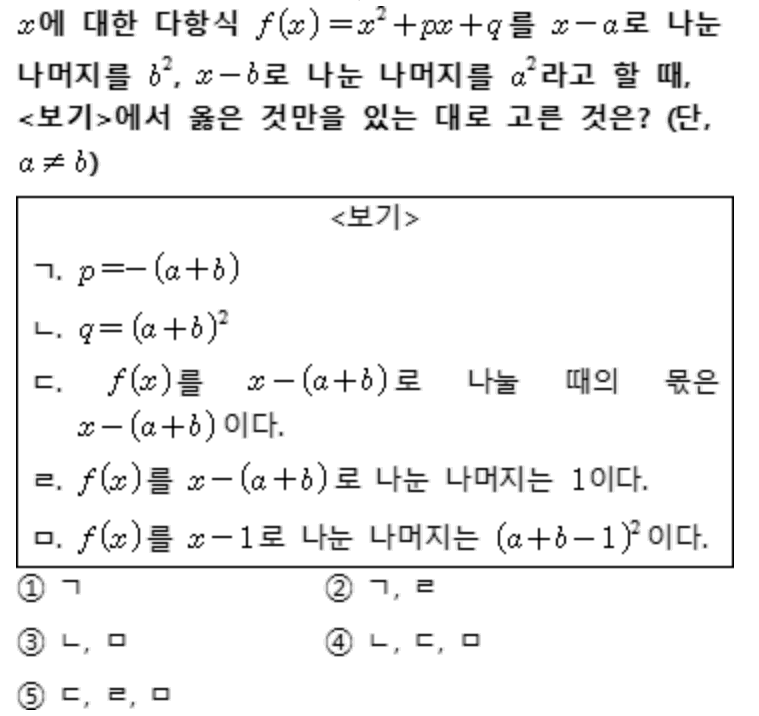 x에 대한 다항식 f(x)=x²+px+q를 x-a로 나눈
나머지를 b², x-b로 나눈 나머지를 a²라고 할 때,
<보기>에서 옳은 것만을 있는 대로 고른 것은? (단,
a≠b)
<보기>
ㄱ. p=-(a+b)
ㄴ. q=(a+b)²
ㄷ. f(x)를 x-(a+b)로 나눌 때의 몫은
x-(a+b)이다.
ㄹ. f(x)를 x-(a+b)로 나눈 나머지는 1이다.
ㅁ. f(x)를 x-1로 나눈 나머지는 (a+b-1)²이다.
① ㄱ ② ㄱ, ㄹ
③ ㄴ, ㅁ ④ ㄴ, ㄷ, ㅁ
⑤ ㄷ, ㄹ, ㅁ